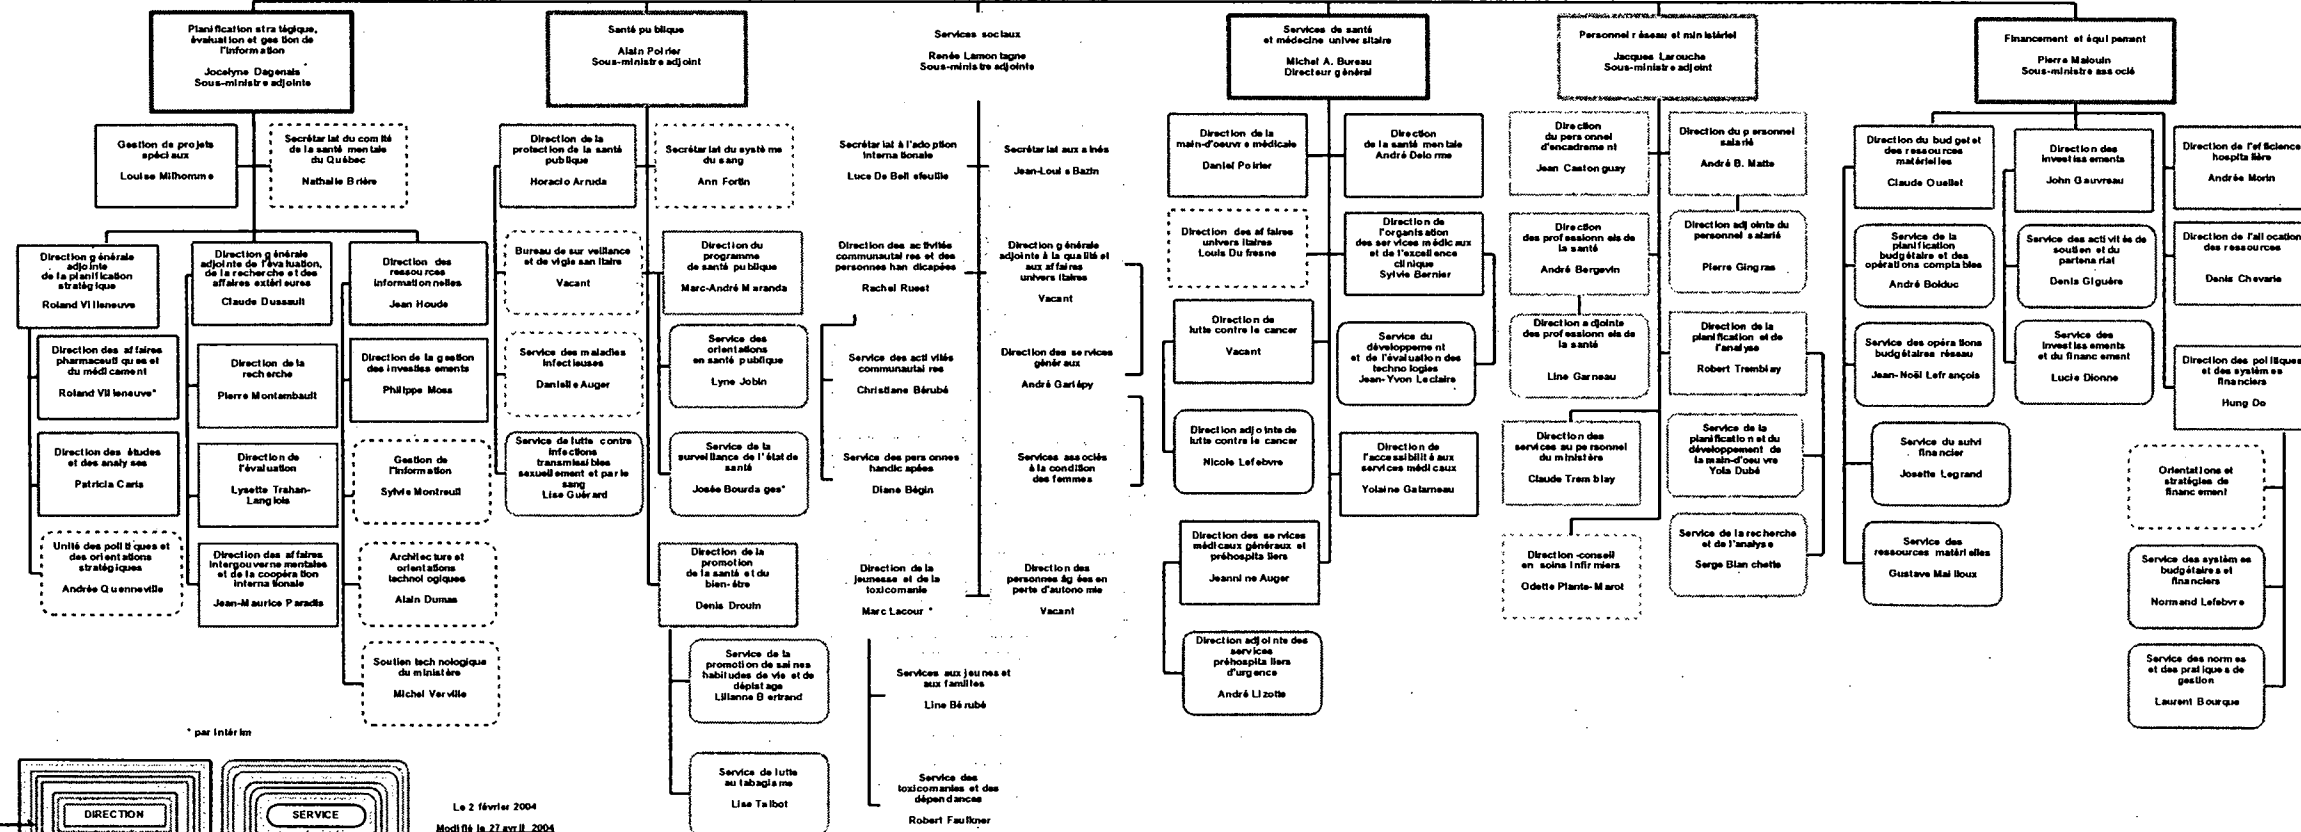 Planification stratégique,
évaluation et gestion de
l'information
Jocelyne Dagenais
Sous-ministre adjointe
Gestion de projets
spéciaux
Louise Milhomme
Secrétariat du comité
de la santé mentale
du Québec
Nathalie Brière
Direction générale
adjointe
de la planification
stratégique
Roland Villeneuve
Direction des affaires
pharmaceutiques et
du médicament
Roland Villeneuve*
Direction des études
et des analyses
Patricia Caris
Unité des politiques et
des orientations
stratégiques
Andrée Quenneville
Direction générale
adjointe de l'évaluation,
de la recherche et des
affaires extérieures
Claude Dussault
Direction de la
recherche
Pierre Montambault
Direction de
l'évaluation
Lysette Trahan-
Langlois
Direction des affaires
intergouvernementales
et de la coopération
internationale
Jean-Maurice Paradis
Direction des
ressources
informationnelles
Jean Houde
Direction de la gestion
des investissements
Philippe Moss
Gestion de
l'information
Sylvie Montreuil
Architecture et
orientations
technologiques
Alain Dumas
Soutien technologique
du ministère
Michel Verville
Santé publique
Alain Poirier
Sous-ministre adjoint
Direction de la
protection de la santé
publique
Horacio Arruda
Secrétariat du système
du sang
Ann Fortin
Bureau de surveillance
et de vigie sanitaire
Vacant
Service des maladies
infectieuses
Danielle Auger
Service de lutte contre
infections
transmissibles
sexuellement et par le
sang
Lise Guérard
Direction du
programme
de santé publique
Marc-André Maranda
Service des
orientations
en santé publique
Lyne Jobin
Service de la
surveillance de l'état de
santé
Josée Bourdages*
Direction de la
promotion
de la santé et du
bien-être
Denis Drouin
Service de la
promotion de saines
habitudes de vie et de
dépistage
Lilianne Bertrand
Service de lutte
au tabagisme
Lise Talbot
Services sociaux
Renée Lamontagne
Sous-ministre adjointe
Secrétariat à l'adoption
internationale
Luce De Bellefeuille
Secrétariat aux aînés
Jean-Louis Bazin
Direction des activités
communautaires et des
personnes handicapées
Rachel Ruest
Service des activités
communautaires
Christiane Bérubé
Service des personnes
handicapées
Diane Bégin
Direction générale
adjointe à la qualité et
aux affaires
universitaires
Vacant
Direction des services
généraux
André Gariépy
Services associés
à la condition
des femmes
Direction de la
jeunesse et de la
toxicomanie
Marc Lacour *
Direction des
personnes âgées en
perte d'autonomie
Vacant
Services aux jeunes et
aux familles
Line Bérubé
Service des
toxicomanies et des
dépendances
Robert Faulkner
Services de santé
et médecine universitaire
Michel A. Bureau
Directeur général
Direction de la
main-d'oeuvre médicale
Daniel Poirier
Direction
de la santé mentale
André Delorme
Direction des affaires
universitaires
Louis Dufresne
Direction de
l'organisation
des services médicaux
et de l'excellence
clinique
Sylvie Bernier
Direction de
lutte contre le cancer
Vacant
Service du
développement
et de l'évaluation des
technologies
Jean-Yvon Leclaire
Direction adjointe de
lutte contre le cancer
Nicole Lefebvre
Direction de
l'accessibilité aux
services médicaux
Yolaine Galarneau
Direction des services
médicaux généraux et
préhospitaliers
Jeannine Auger
Direction adjointe des
services
préhospitaliers
d'urgence
André Lizotte
Personnel réseau et ministériel
Jacques Larouche
Sous-ministre adjoint
Direction
du personnel
d'encadrement
Jean Castonguay
Direction du personnel
salarié
André B. Matte
Direction
des professionnels de
la santé
André Bergevin
Direction adjointe du
personnel salarié
Pierre Gingras
Direction adjointe
des professionnels de
la santé
Line Garneau
Direction de la
planification et de
l'analyse
Robert Tremblay
Direction des
services au personnel
du ministère
Claude Tremblay
Service de la
planification et du
développement de
la main-d'oeuvre
Yola Dubé
Direction-conseil
en soins infirmiers
Odette Plante-Marot
Service de la recherche
et de l'analyse
Serge Blanchette
Financement et équipement
Pierre Malouin
Sous-ministre associé
Direction du budget et
des ressources
matérielles
Claude Ouellet
Service de la
planification
budgétaire et des
opérations comptables
André Bolduc
Service des opérations
budgétaires réseau
Jean-Noël Lefrançois
Service du suivi
financier
Josette Legrand
Service des
ressources matérielles
Gustave Mailloux
Direction des
investissements
John Gauvreau
Service des activités de
soutien et du
partenariat
Denis Giguère
Service des
investissements
et du financement
Lucie Dionne
Direction de l'efficience
hospitalière
Andrée Morin
Direction de l'allocation
des ressources
Denis Chevarie
Direction des politiques
et des systèmes
financiers
Hung Do
Orientations et
stratégies de
financement
Service des systèmes
budgétaires et
financiers
Normand Lefebvre
Service des normes
et des pratiques de
gestion
Laurent Bourque
* par intérim
DIRECTION
SERVICE
Le 2 février 2004
Modifié le 27 avril 2004